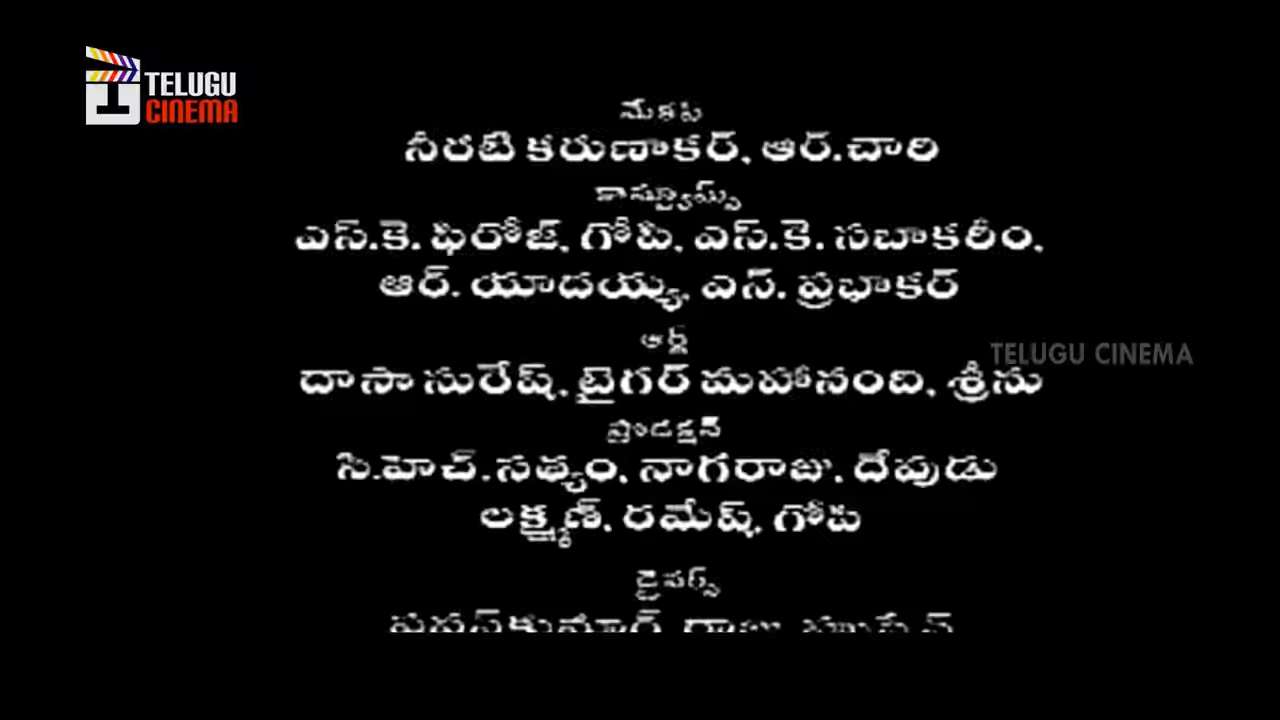 TELUGU
CINEMA
మేకప్
నీరటి కరుణాకర్, ఆర్.చారి
కాస్ట్యూమ్స్
ఎస్.కె. ఫిరోజ్, గోపి, ఎస్.కె. సబాకరీం,
ఆర్. యాదయ్య, ఎస్. ప్రభాకర్
ఆర్ట్
TELUGU CINEMA
దాసా సురేష్, టైగర్ మహానంది, శ్రీను
ప్రొడక్షన్
సి.హెచ్.సత్యం, నాగరాజు, దేవుడు
లక్ష్మణ్, రమేష్, గోపి
డ్రైవర్స్